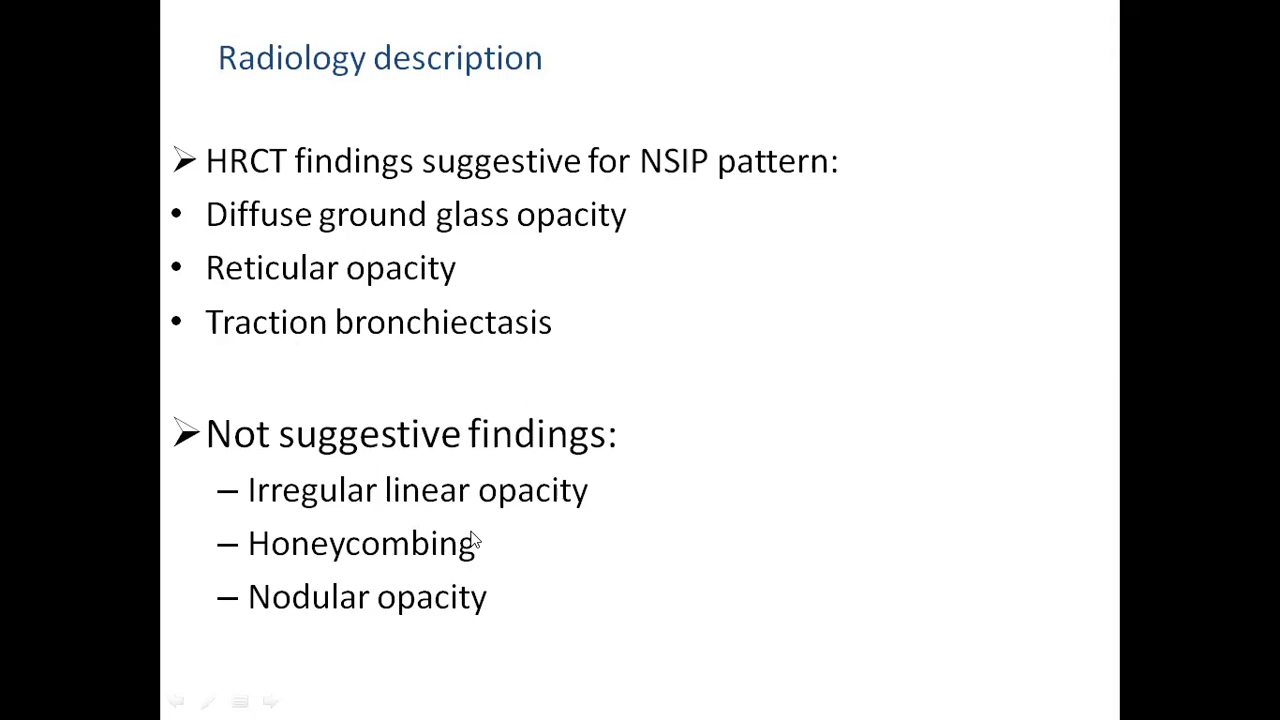 Radiology description
➢ HRCT findings suggestive for NSIP pattern:
• Diffuse ground glass opacity
• Reticular opacity
• Traction bronchiectasis
➢ Not suggestive findings:
– Irregular linear opacity
– Honeycombing
– Nodular opacity